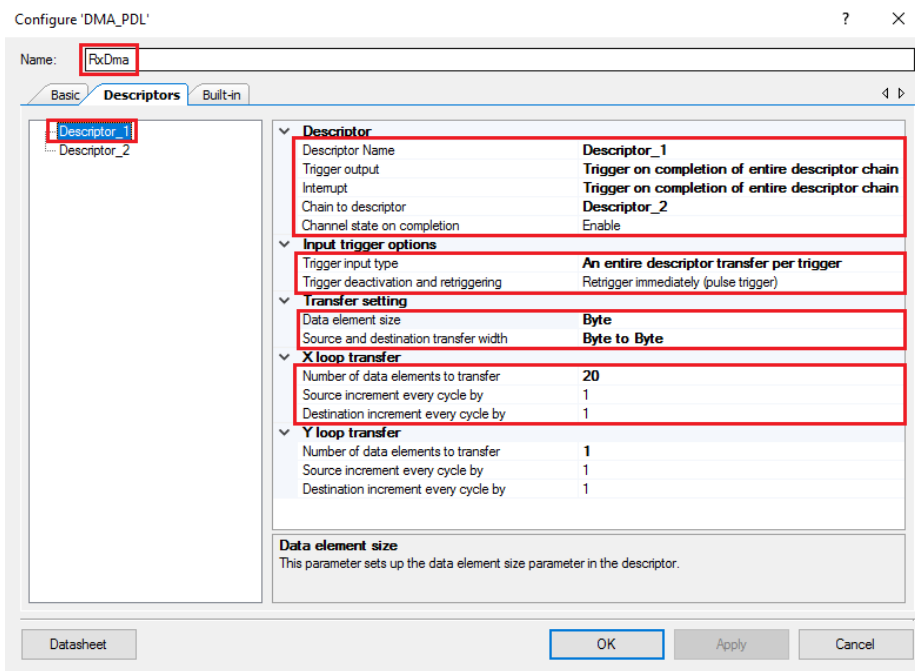 Configure 'DMA_PDL' ? ×
Name: RxDma
Basic Descriptors Built-in
Descriptor_1
Descriptor_2
Descriptor
Descriptor Name Descriptor_1
Trigger output Trigger on completion of entire descriptor chain
Interrupt Trigger on completion of entire descriptor chain
Chain to descriptor Descriptor_2
Channel state on completion Enable
Input trigger options
Trigger input type An entire descriptor transfer per trigger
Trigger deactivation and retriggering Retrigger immediately (pulse trigger)
Transfer setting
Data element size Byte
Source and destination transfer width Byte to Byte
X loop transfer
Number of data elements to transfer 20
Source increment every cycle by 1
Destination increment every cycle by 1
Y loop transfer
Number of data elements to transfer 1
Source increment every cycle by 1
Destination increment every cycle by 1
Data element size
This parameter sets up the data element size parameter in the descriptor.
Datasheet OK Apply Cancel